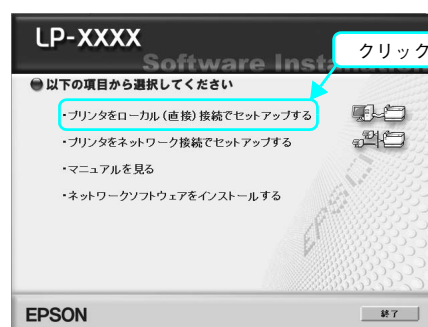 LP-XXXX
Software Insta
クリック
以下の項目から選択してください
・プリンタをローカル(直接)接続でセットアップする
・プリンタをネットワーク接続でセットアップする
・マニュアルを見る
・ネットワークソフトウェアをインストールする
EPSON
EPSON
終了